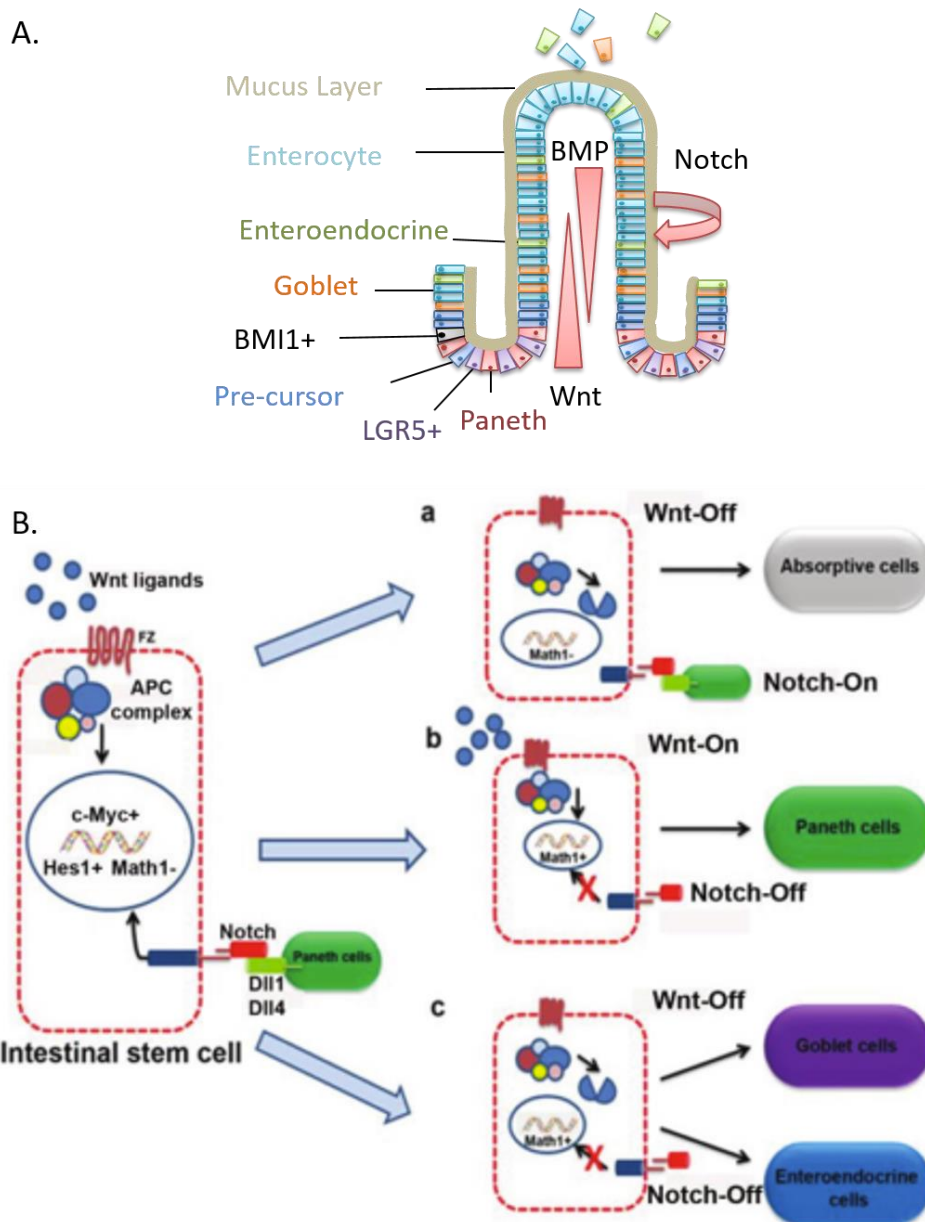 A.
Mucus Layer
Enterocyte
BMP
Notch
Enteroendocrine
Goblet
BMI1+
Pre-cursor
LGR5+
Paneth
Wnt
B.
Wnt ligands
FZ
APC
complex
c-Myc+
Hes1+ Math1-
Notch
Paneth cells
Dll1
Dll4
Intestinal stem cell
a
Wnt-Off
Absorptive cells
Math1-
Notch-On
b
Wnt-On
Paneth cells
Math1+
X
Notch-Off
c
Wnt-Off
Goblet cells
Math1+
X
Notch-Off
Enteroendocrine
cells